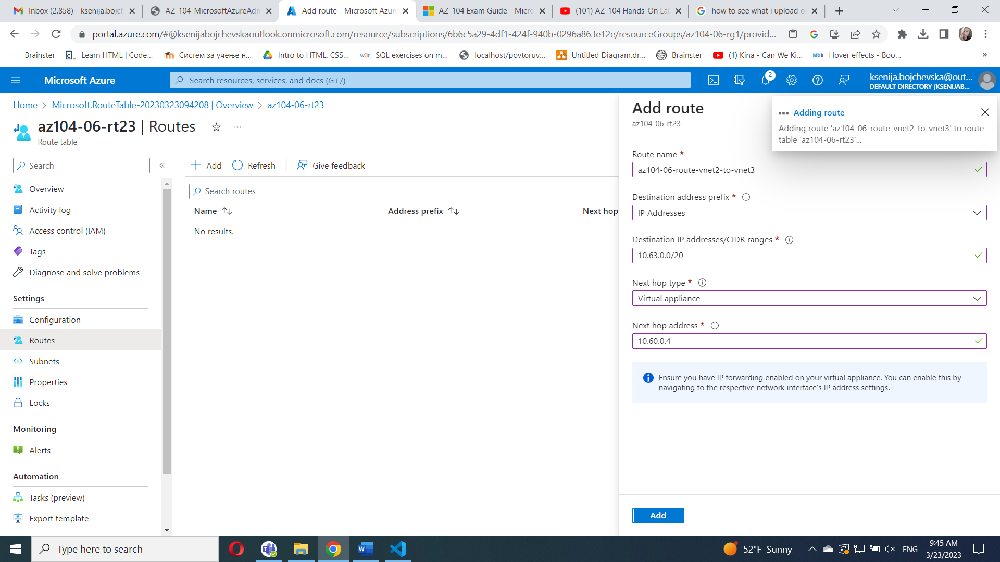 Inbox (2,858) - ksenija.bojch
AZ-104-MicrosoftAzureAdm
Add route - Microsoft Azure
AZ-104 Exam Guide - Micro
(101) AZ-104 Hands-On Lab
how to see what i upload o
portal.azure.com/#@ksenijabojchevskaoutlook.onmicrosoft.com/resource/subscriptions/6b6c5a29-4df1-424f-940b-0296a863e12e/resourceGroups/az104-06-rg1/provid...
Brainster
Learn HTML | Code...
Систем за учење н...
Intro to HTML, CSS...
w3r SQL exercises on m...
localhost/povtoruv...
Untitled Diagram.dr...
Brainster
(1) Kina - Can We Ki...
MDB Hover effects - Boo...
»
Microsoft Azure
Search resources, services, and docs (G+/)
2
ksenija.bojchevska@out...
DEFAULT DIRECTORY (KSENIJAB...
Home > Microsoft.RouteTable-20230323094208 | Overview > az104-06-rt23
az104-06-rt23 | Routes
Route table
Search
Overview
Activity log
Access control (IAM)
Tags
Diagnose and solve problems
Settings
Configuration
Routes
Subnets
Properties
Locks
Monitoring
Alerts
Automation
Tasks (preview)
Export template
Add
Refresh
Give feedback
Search routes
Name
Address prefix
Next hop
No results.
Add route
az104-06-rt23
Adding route
Adding route 'az104-06-route-vnet2-to-vnet3' to route
table 'az104-06-rt23'...
Route name *
az104-06-route-vnet2-to-vnet3
Destination address prefix *
IP Addresses
Destination IP addresses/CIDR ranges *
10.63.0.0/20
Next hop type *
Virtual appliance
Next hop address *
10.60.0.4
Ensure you have IP forwarding enabled on your virtual appliance. You can enable this by
navigating to the respective network interface's IP address settings.
Add
Type here to search
52°F Sunny
ENG
9:45 AM
3/23/2023